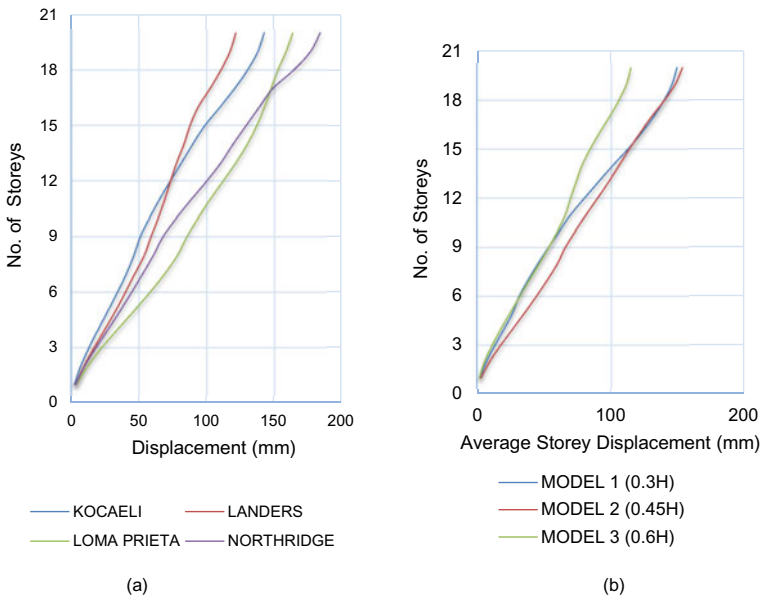 21
18
15
12
9
6
3
0
No. of Storeys
0 50 100 150 200
Displacement (mm)
KOCAELI LANDERS
LOMA PRIETA NORTHRIDGE
(a)
21
18
15
12
9
6
3
0
No. of Storeys
0 100 200
Average Storey Displacement (mm)
MODEL 1 (0.3H)
MODEL 2 (0.45H)
MODEL 3 (0.6H)
(b)